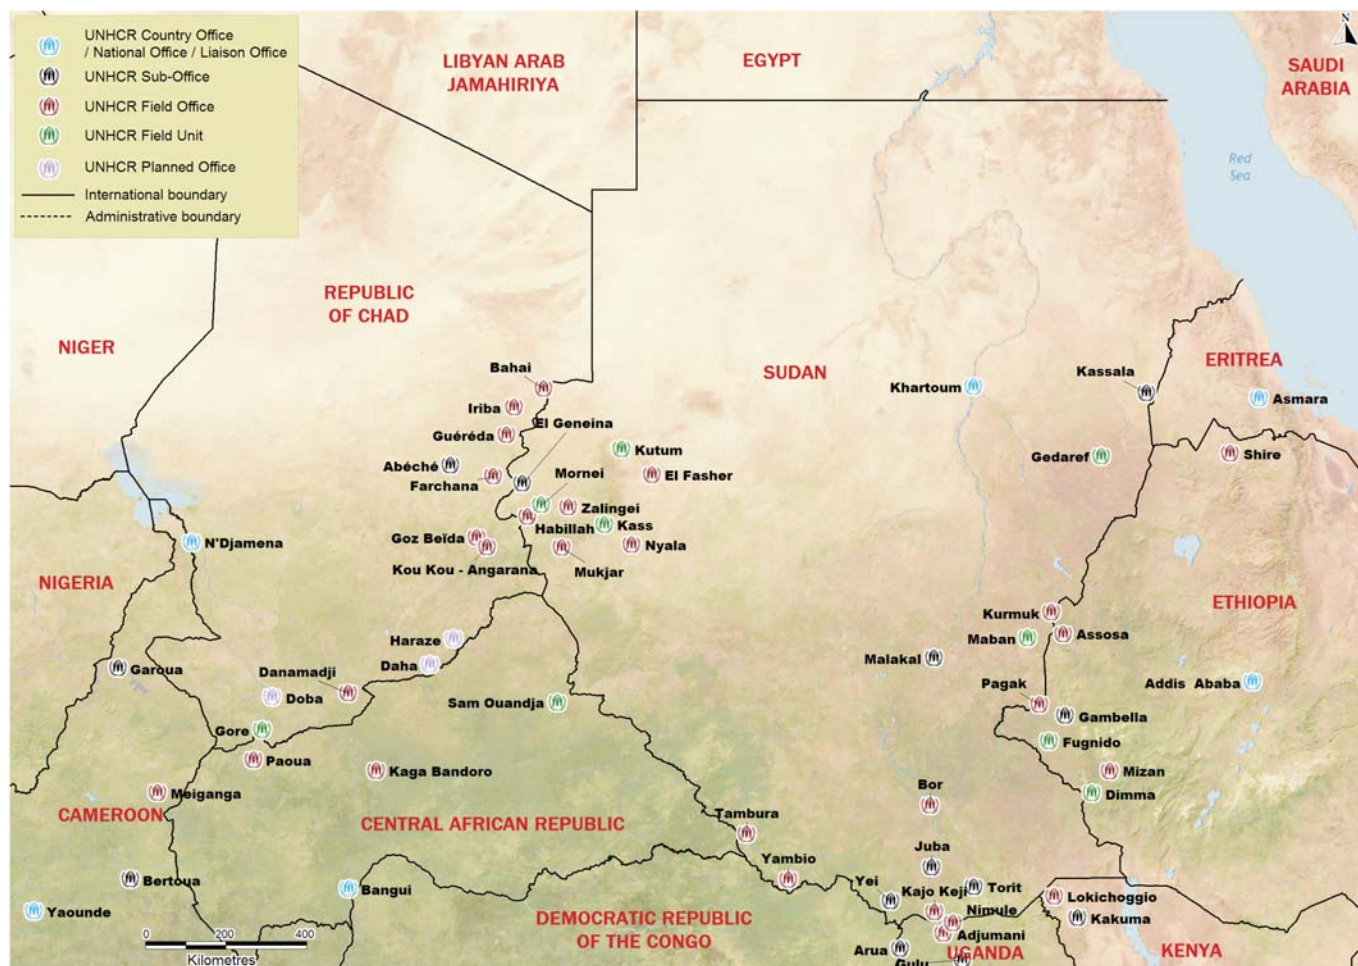 UNHCR Country Office
/ National Office / Liaison Office
UNHCR Sub-Office
UNHCR Field Office
UNHCR Field Unit
UNHCR Planned Office
International boundary
Administrative boundary
N
LIBYAN ARAB
JAMAHIRIYA
EGYPT
SAUDI
ARABIA
Red
Sea
REPUBLIC
OF CHAD
NIGER
SUDAN
ERITREA
Bahai
Khartoum
Kassala
Asmara
Iriba
El Geneina
Guéréda
Kutum
Gedaref
Shire
Abéché
Mornei
Farchana
El Fasher
Zalingei
Habillah
Kass
N'Djamena
Goz Beïda
Nyala
Kou Kou - Angarana
Mukjar
NIGERIA
ETHIOPIA
Kurmuk
Haraze
Maban
Assosa
Daha
Malakal
Garoua
Danamadji
Doba
Addis Ababa
Sam Ouandja
Pagak
Gambella
Gore
Fugnido
Paoua
Kaga Bandoro
Mizan
Meiganga
Dimma
Bor
CAMEROON
CENTRAL AFRICAN REPUBLIC
Tambura
Juba
Yambio
Bertoua
Bangui
Yei
Kajo Keji
Torit
Lokichoggio
Yaounde
Nimule
Kakuma
DEMOCRATIC REPUBLIC
OF THE CONGO
Adjumani
Arua
UGANDA
KENYA
Gulu
0 200 400
Kilometres